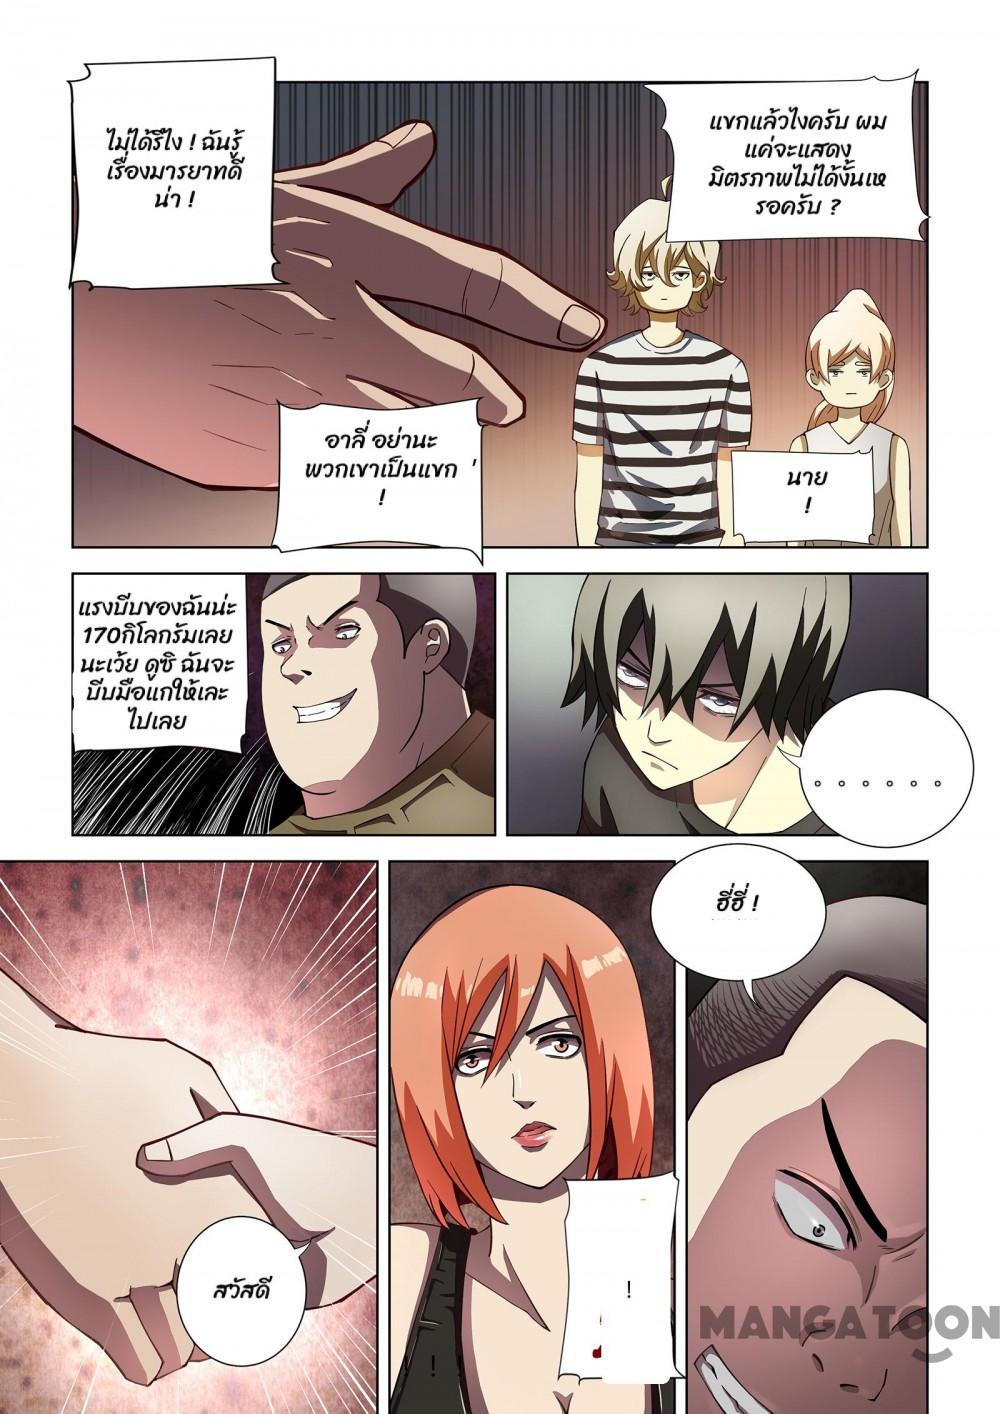 ไม่ได้รึไง ! ฉันรู้
เรื่องมารยาทดี
น่า !
แขกแล้วไงครับ ผม
แค่จะแสดง
มิตรภาพไม่ได้งั้นเห
รอครับ ?
อาลี่ อย่านะ
พวกเขาเป็นแขก '
!
นาย
!
แรงบีบของฉันน่ะ
170กิโลกรัมเลย
นะเว้ย ดูซิ ฉันจะ
บีบมือแกให้เละ
ไปเลย
。。。。。。
ฮี่ฮี่ !
สวัสดี
!
!
MANGATOON